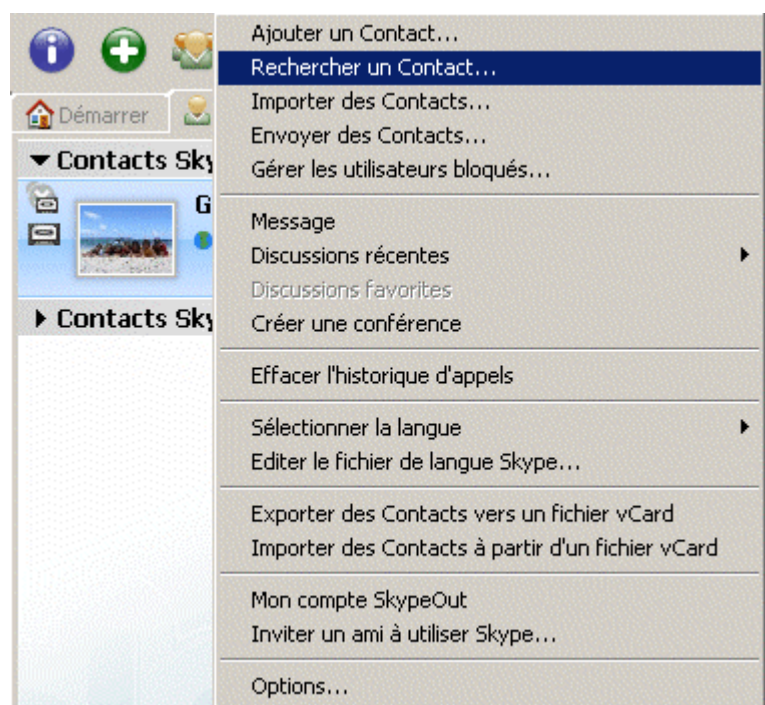 Ajouter un Contact...
Rechercher un Contact...
Importer des Contacts...
Envoyer des Contacts...
Gérer les utilisateurs bloqués...
Message
Discussions récentes
Discussions favorites
Créer une conférence
Effacer l'historique d'appels
Sélectionner la langue
Editer le fichier de langue Skype...
Exporter des Contacts vers un fichier vCard
Importer des Contacts à partir d'un fichier vCard
Mon compte SkypeOut
Inviter un ami à utiliser Skype...
Options...
Démarrer
Contacts Sky
G
Contacts Sky